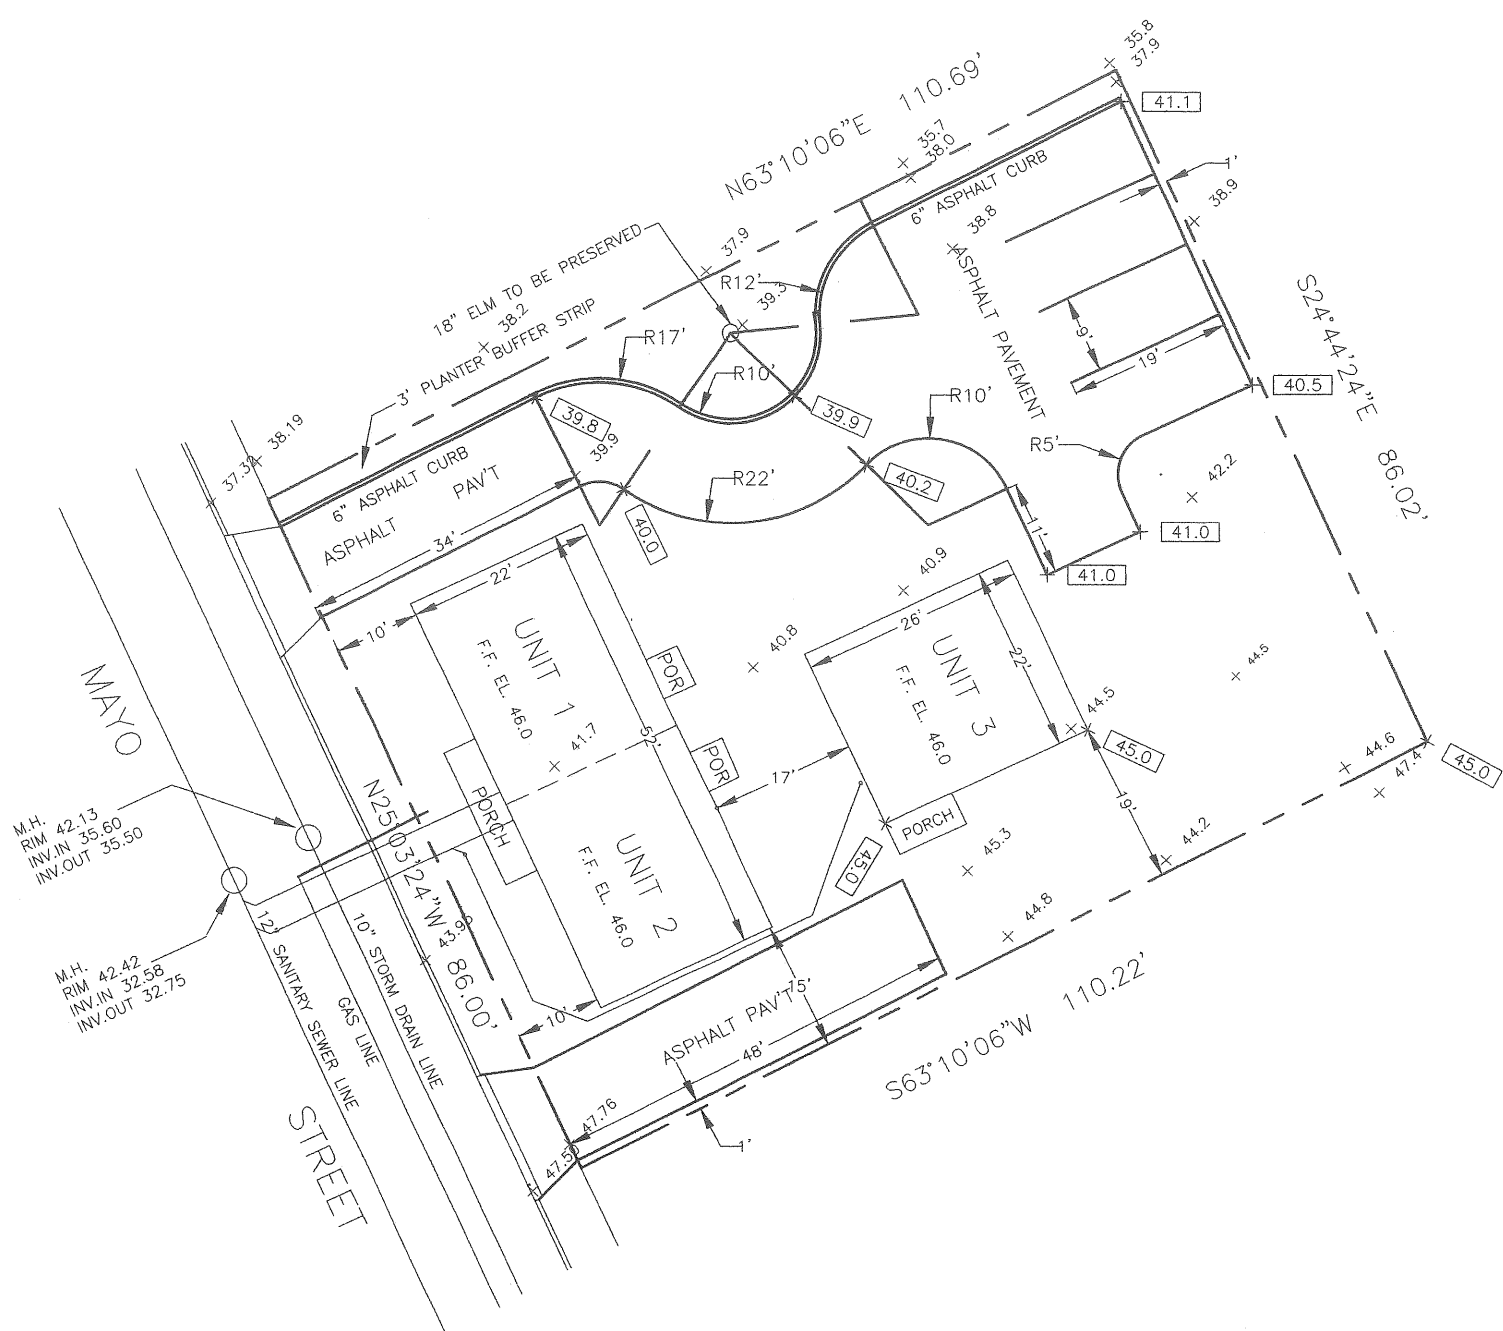 35.8
37.9
41.1
N63°10'06"E 110.69'
35.7
38.0
6" ASPHALT CURB
1'
38.9
38.8
18" ELM TO BE PRESERVED
37.9
R12'
39.3
38.2
3' PLANTER BUFFER STRIP
R17'
R10'
ASPHALT PAVEMENT
9'
19'
40.5
S24°44'24"E 86.02'
39.8
39.9
39.9
R10'
R5'
38.19
37.32
6" ASPHALT CURB
ASPHALT PAV'T
34'
R22'
40.2
42.2
40.0
11'
41.0
41.0
22'
10'
UNIT 1
F.F. EL. 46.0
41.7
52'
POR
POR
40.8
40.9
26'
22'
UNIT 3
F.F. EL. 46.0
44.5
45.0
44.5
44.6
47.4
45.0
17'
19'
PORCH
PORCH
45.0
45.3
44.2
44.8
UNIT 2
F.F. EL. 46.0
MAYO
STREET
M.H.
RIM 42.13
INV.IN 35.60
INV.OUT 35.50
M.H.
RIM 42.42
INV.IN 32.58
INV.OUT 32.75
12" SANITARY SEWER LINE
GAS LINE
10" STORM DRAIN LINE
N25°03'24"W 86.00'
10'
15'
ASPHALT PAV'T
48'
47.76
1'
S63°10'06"W 110.22'